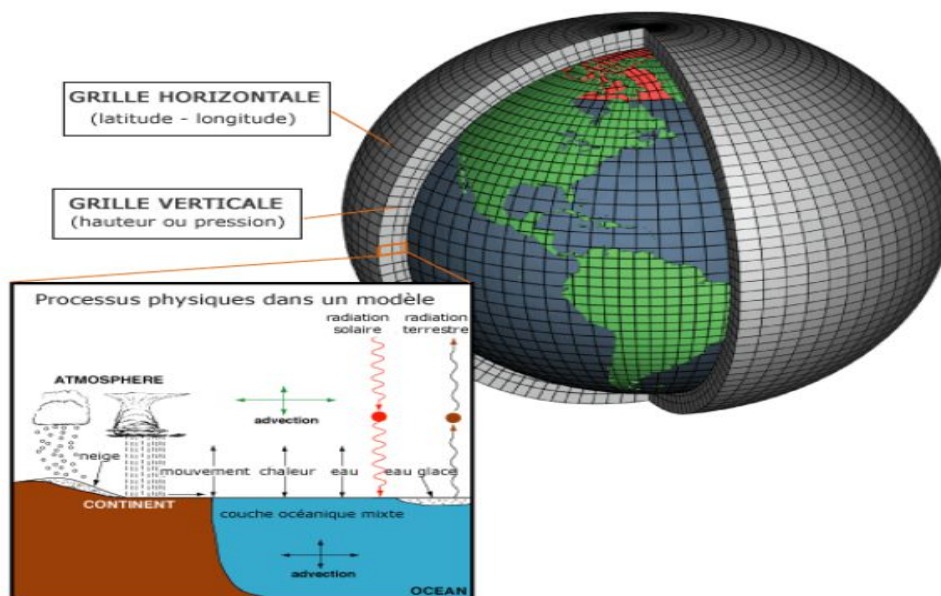 GRILLE HORIZONTALE
(latitude - longitude)
GRILLE VERTICALE
(hauteur ou pression)
Processus physiques dans un modèle
radiation
solaire
radiation
terrestre
ATMOSPHERE
advection
neige
mouvement
chaleur
eau
eau glace
CONTINENT
couche océanique mixte
advection
OCEAN